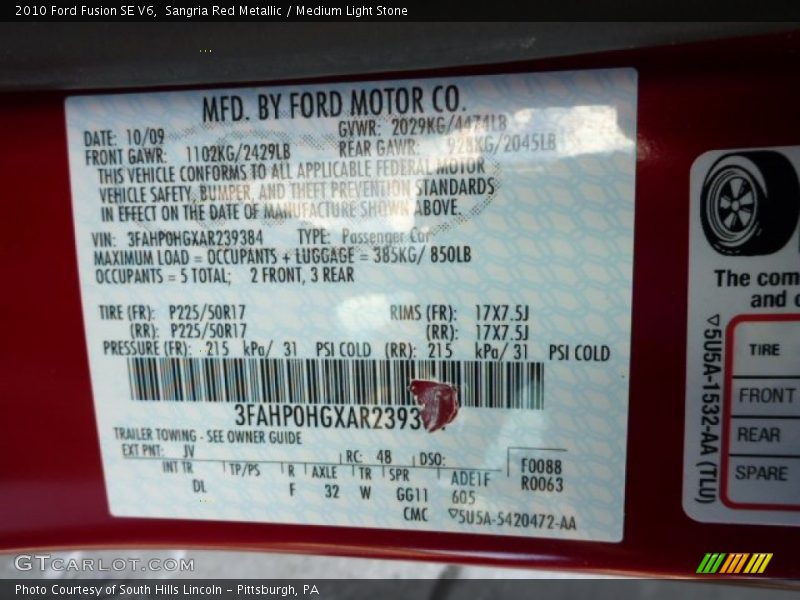 2010 Ford Fusion SE V6,  Sangria Red Metallic / Medium Light Stone
MFD. BY FORD MOTOR CO.
DATE: 10/09 GVWR: 2029KG/4474LB
FRONT GAWR: 1102KG/2429LB REAR GAWR: 928KG/2045LB
THIS VEHICLE CONFORMS TO ALL APPLICABLE FEDERAL MOTOR
VEHICLE SAFETY, BUMPER, AND THEFT PREVENTION STANDARDS
IN EFFECT ON THE DATE OF MANUFACTURE SHOWN ABOVE.
VIN: 3FAHP0HGXAR239384 TYPE: Passenger Car
MAXIMUM LOAD = OCCUPANTS + LUGGAGE = 385KG/ 850LB
OCCUPANTS = 5 TOTAL; 2 FRONT, 3 REAR
TIRE (FR): P225/50R17 RIMS (FR): 17X7.5J
(RR): P225/50R17 (RR): 17X7.5J
PRESSURE (FR): 215 kPa/ 31 PSI COLD (RR): 215 kPa/ 31 PSI COLD
3FAHP0HGXAR2393
TRAILER TOWING - SEE OWNER GUIDE
EXT PNT: JV RC: 48 DSO: F0088
INT TR TP/PS R AXLE TR SPR ADE1F R0063
DL F 32 W GG11 605
CMC ▽5U5A-5420472-AA
The com
and o
▽5U5A-1532-AA (TLU)
TIRE
FRONT
REAR
SPARE
GTCARLOT.COM
Photo Courtesy of South Hills Lincoln - Pittsburgh, PA